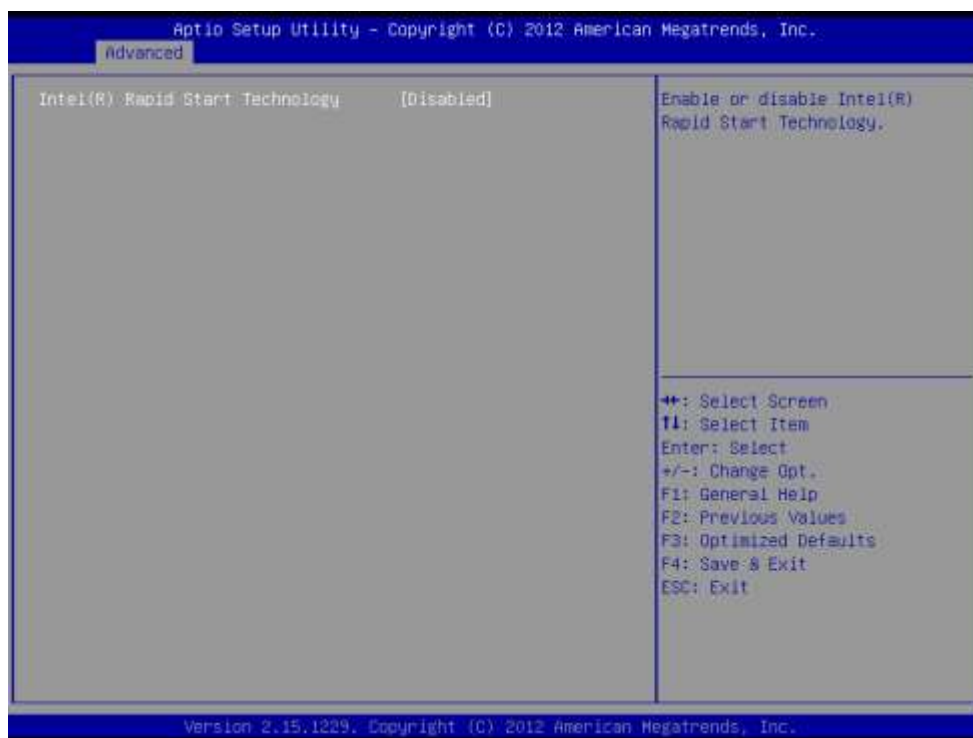 Aptio Setup Utility - Copyright (C) 2012 American Megatrends, Inc.
Advanced
Intel(R) Rapid Start Technology [Disabled]
Enable or disable Intel(R)
Rapid Start Technology.
→←: Select Screen
↑↓: Select Item
Enter: Select
+/-: Change Opt.
F1: General Help
F2: Previous Values
F3: Optimized Defaults
F4: Save & Exit
ESC: Exit
Version 2.15.1229. Copyright (C) 2012 American Megatrends, Inc.